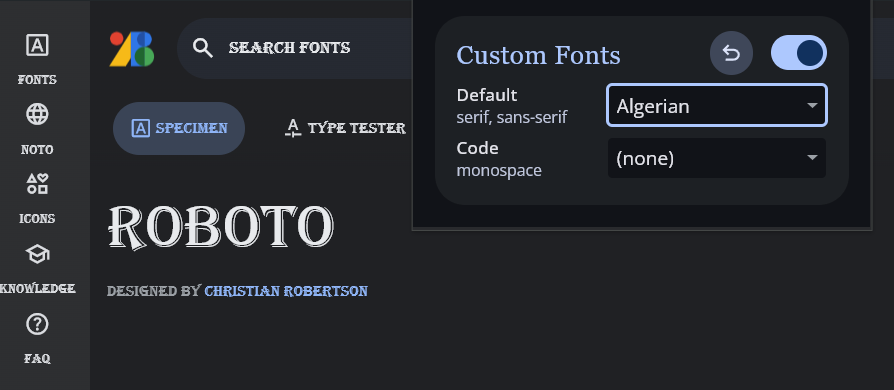 FONTS
NOTO
ICONS
KNOWLEDGE
FAQ
SEARCH FONTS
SPECIMEN
TYPE TESTER
ROBOTO
DESIGNED BY CHRISTIAN ROBERTSON
Custom Fonts
Default
serif, sans-serif
Algerian
Code
monospace
(none)